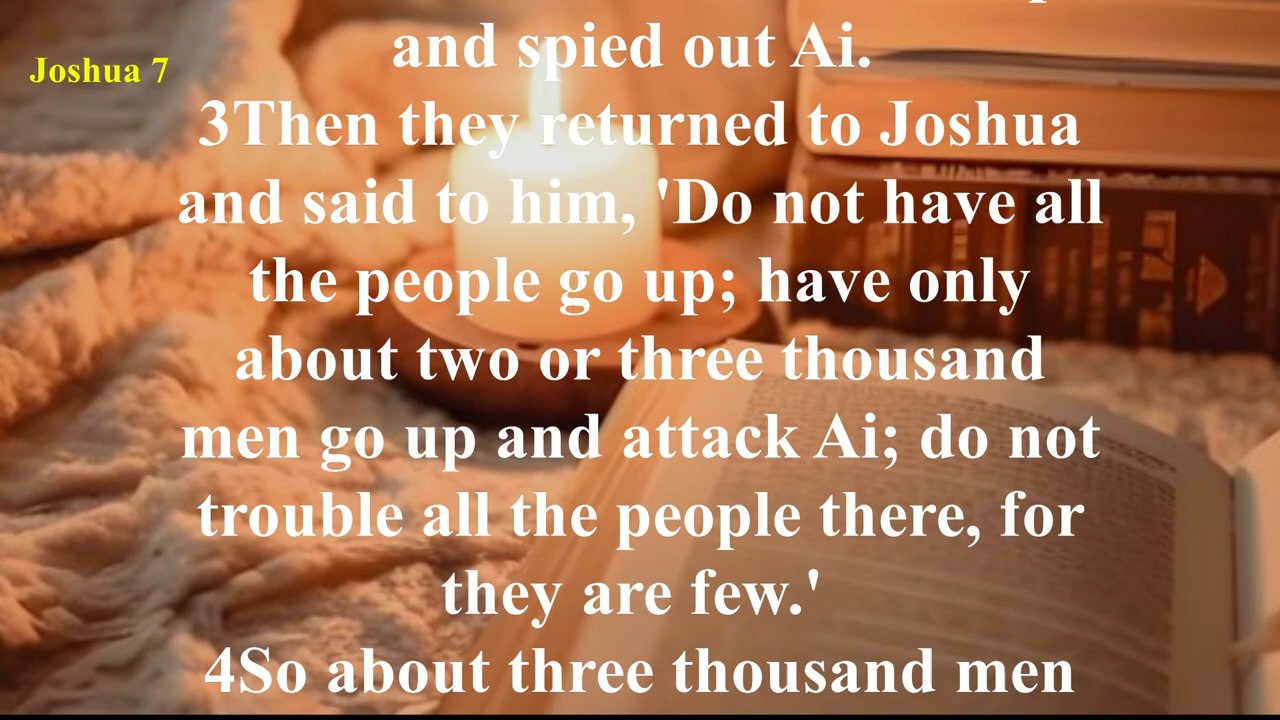 Joshua 7
and spied out Ai.
3Then they returned to Joshua
and said to him, 'Do not have all
the people go up; have only
about two or three thousand
men go up and attack Ai; do not
trouble all the people there, for
they are few.'
4So about three thousand men